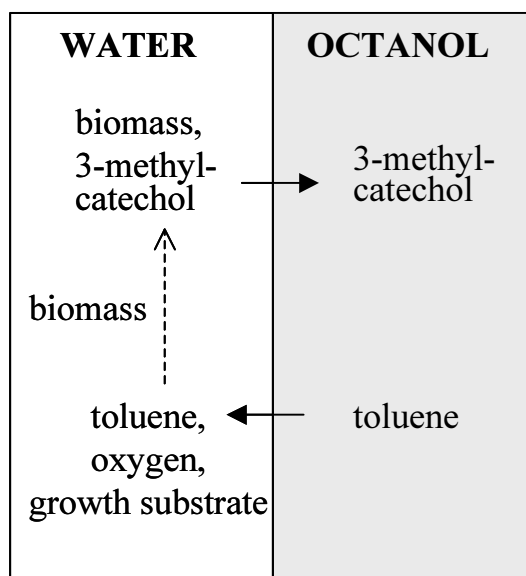 WATER
OCTANOL
biomass,
3-methyl-
catechol
3-methyl-
catechol
biomass
toluene,
oxygen,
growth substrate
toluene